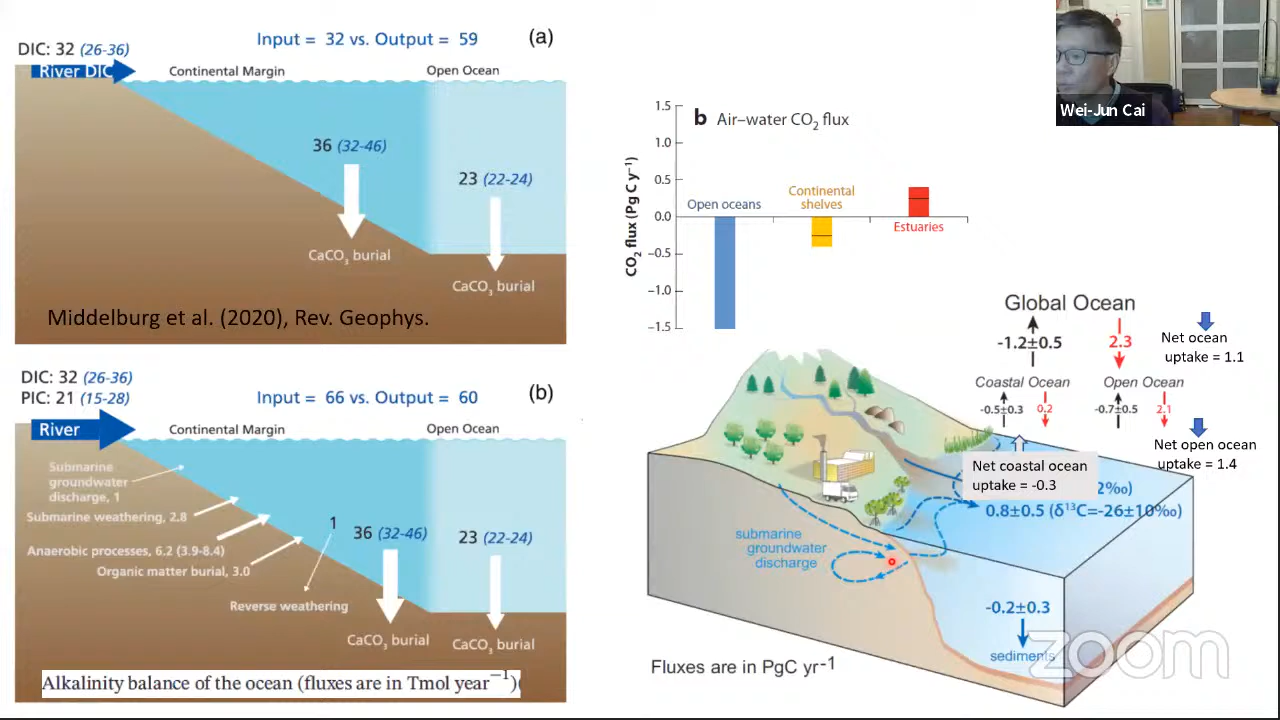 Input = 32 vs. Output = 59
(a)
DIC: 32 (26-36)
River DIC
Continental Margin
Open Ocean
36 (32-46)
23 (22-24)
CaCO3 burial
CaCO3 burial
Middelburg et al. (2020), Rev. Geophys.
DIC: 32 (26-36)
PIC: 21 (15-28)
Input = 66 vs. Output = 60
(b)
River
Continental Margin
Open Ocean
Submarine
groundwater
discharge, 1
Submarine weathering, 2.8
Anaerobic processes, 6.2 (3.9-8.4)
Organic matter burial, 3.0
1
Reverse weathering
36 (32-46)
23 (22-24)
CaCO3 burial
CaCO3 burial
Alkalinity balance of the ocean (fluxes are in Tmol year−1)(
Wei-Jun Cai
b Air–water CO2 flux
CO2 flux (Pg C y–1)
1.5
1.0
0.5
0.0
−0.5
−1.0
−1.5
Open oceans
Continental
shelves
Estuaries
Global Ocean
-1.2±0.5
2.3
Net ocean
uptake = 1.1
Coastal Ocean
Open Ocean
-0.5±0.3
0.2
-0.7±0.5
2.1
Net open ocean
uptake = 1.4
Net coastal ocean
uptake = -0.3
2‰)
0.8±0.5 (δ13C=-26±10‰)
submarine
groundwater
discharge
-0.2±0.3
sediments
Fluxes are in PgC yr-1
zoom